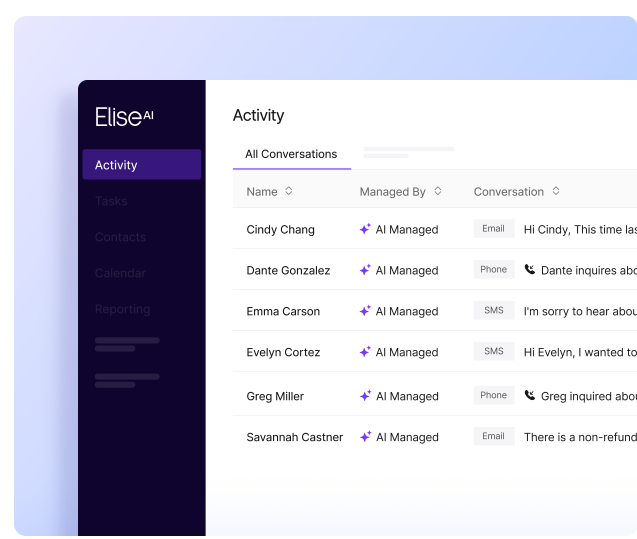 EliseAI
Activity
Tasks
Contacts
Calendar
Reporting
Activity
All Conversations
Name Managed By Conversation
Cindy Chang AI Managed Email Hi Cindy, This time las
Dante Gonzalez AI Managed Phone Dante inquires abo
Emma Carson AI Managed SMS I'm sorry to hear abou
Evelyn Cortez AI Managed SMS Hi Evelyn, I wanted to
Greg Miller AI Managed Phone Greg inquired abou
Savannah Castner AI Managed Email There is a non-refund